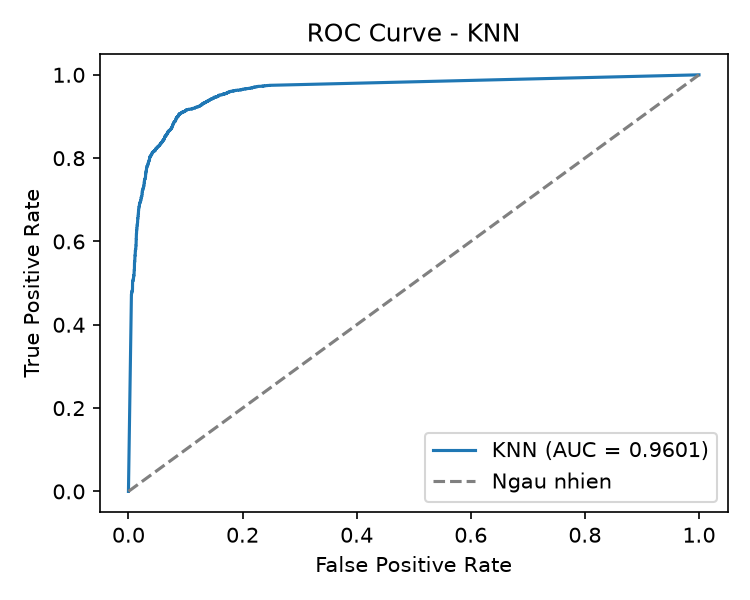 ROC Curve - KNN
True Positive Rate
1.0
0.8
0.6
0.4
0.2
0.0
KNN (AUC = 0.9601)
Ngau nhien
0.0 0.2 0.4 0.6 0.8 1.0
False Positive Rate